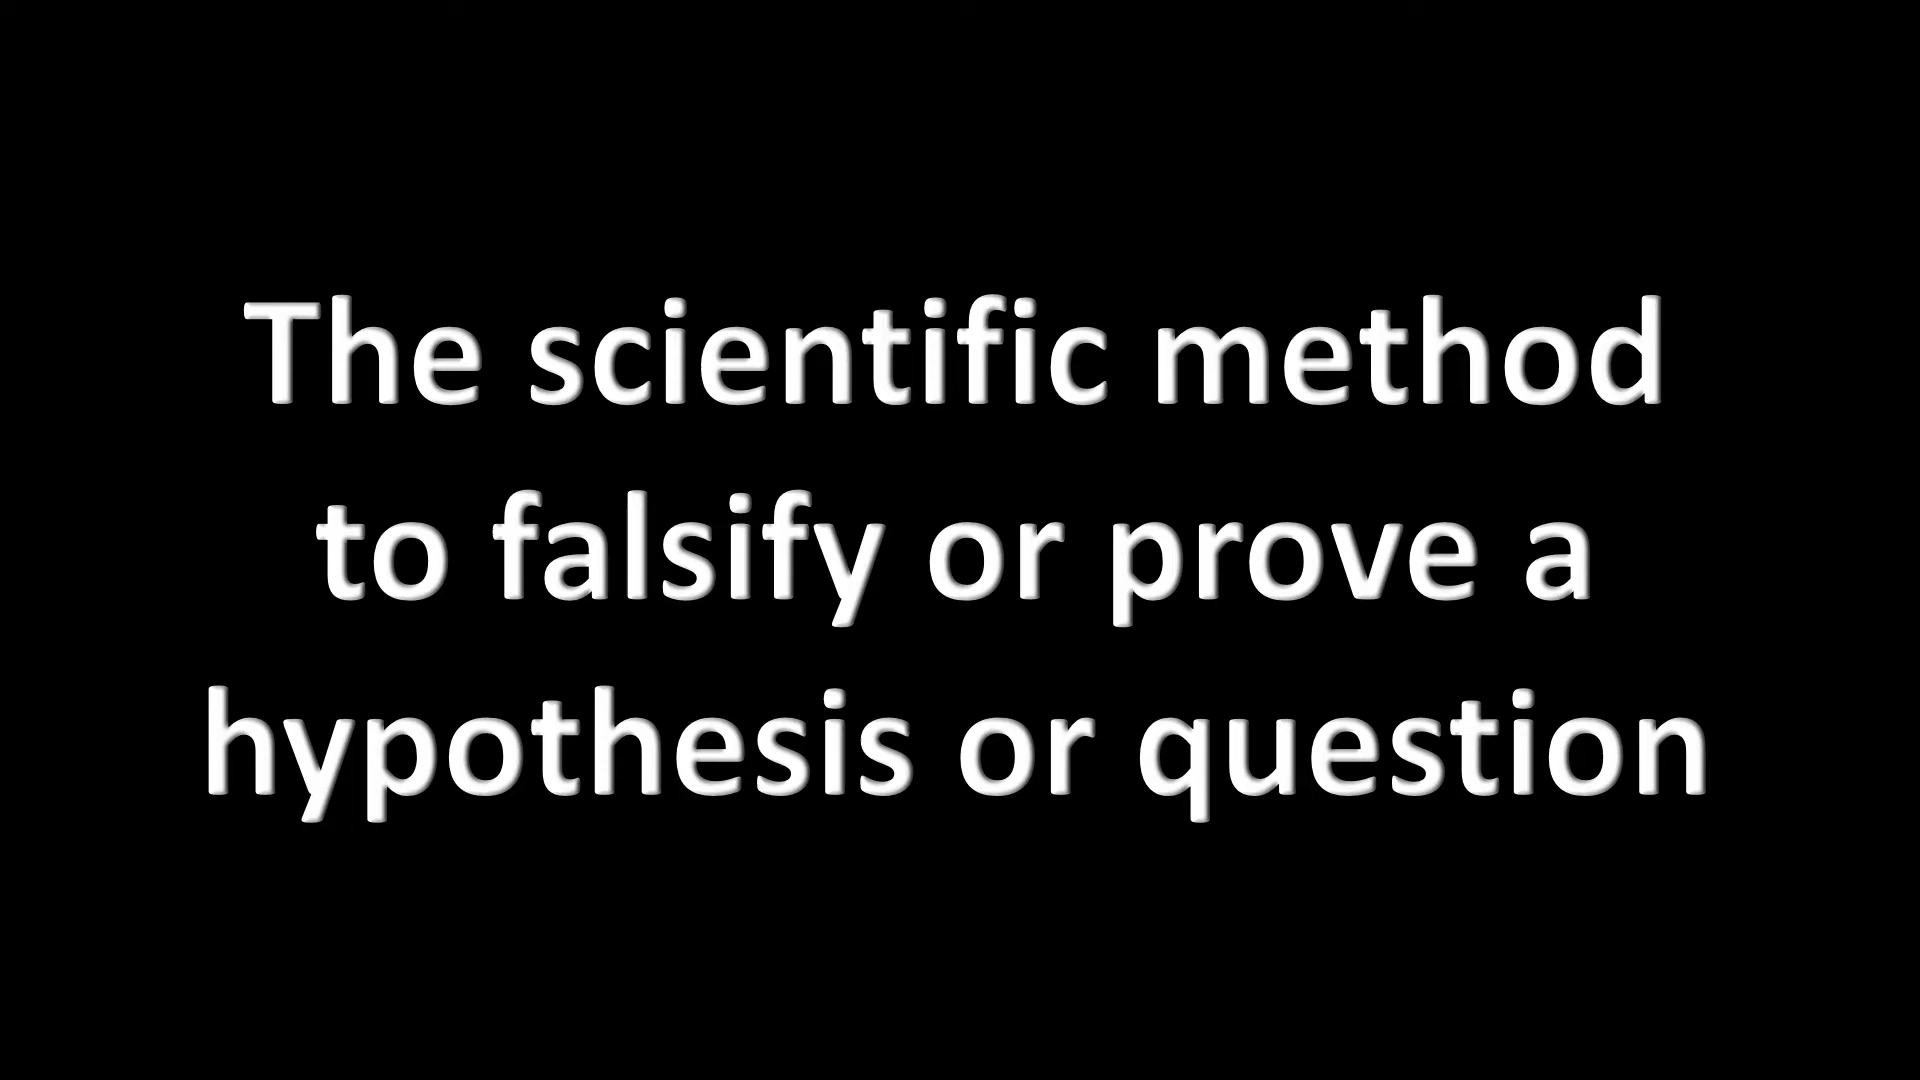 The scientific method
to falsify or prove a
hypothesis or question